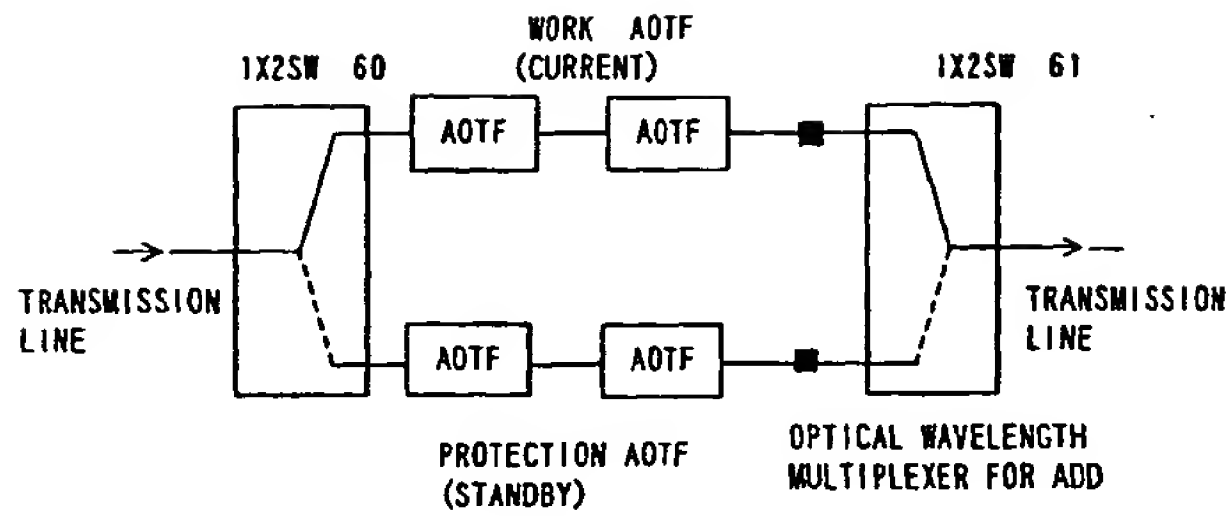 WORK AOTF
(CURRENT)
1X2SW 60
1X2SW 61
AOTF
AOTF
TRANSMISSION
LINE
TRANSMISSION
LINE
AOTF
AOTF
PROTECTION AOTF
(STANDBY)
OPTICAL WAVELENGTH
MULTIPLEXER FOR ADD